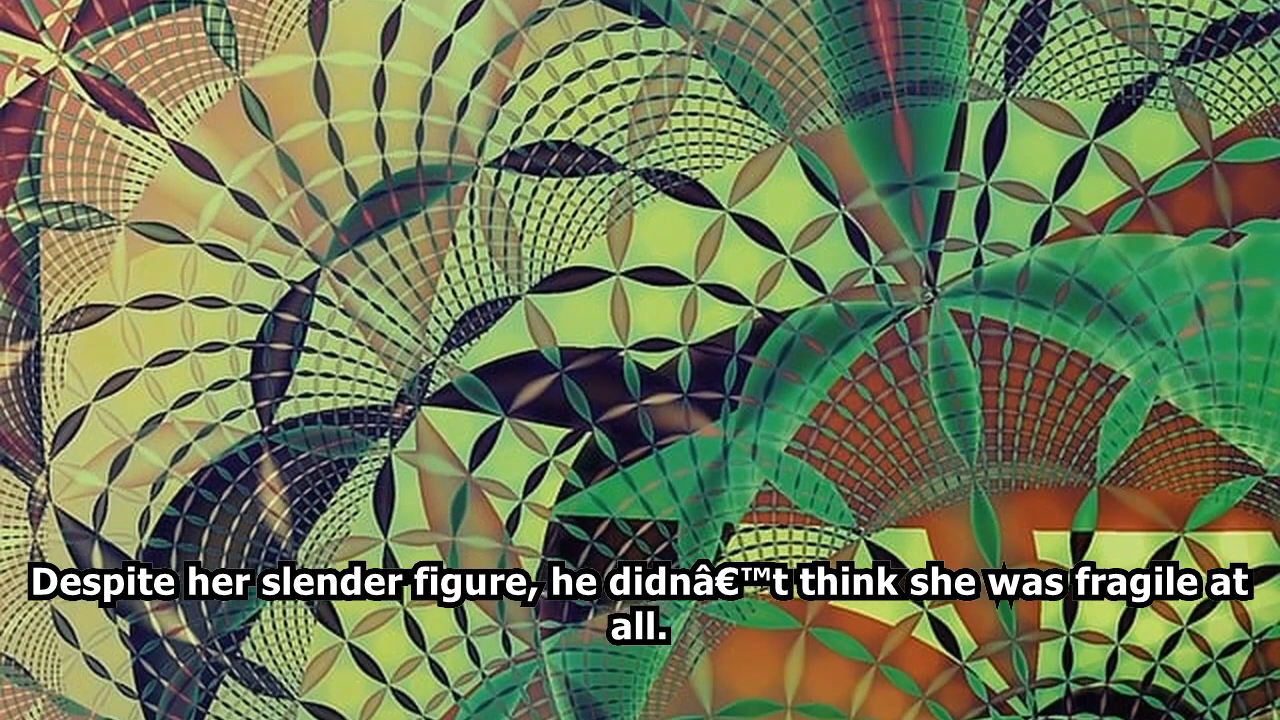 Despite her slender figure, he didnâ€™t think she was fragile at
all.